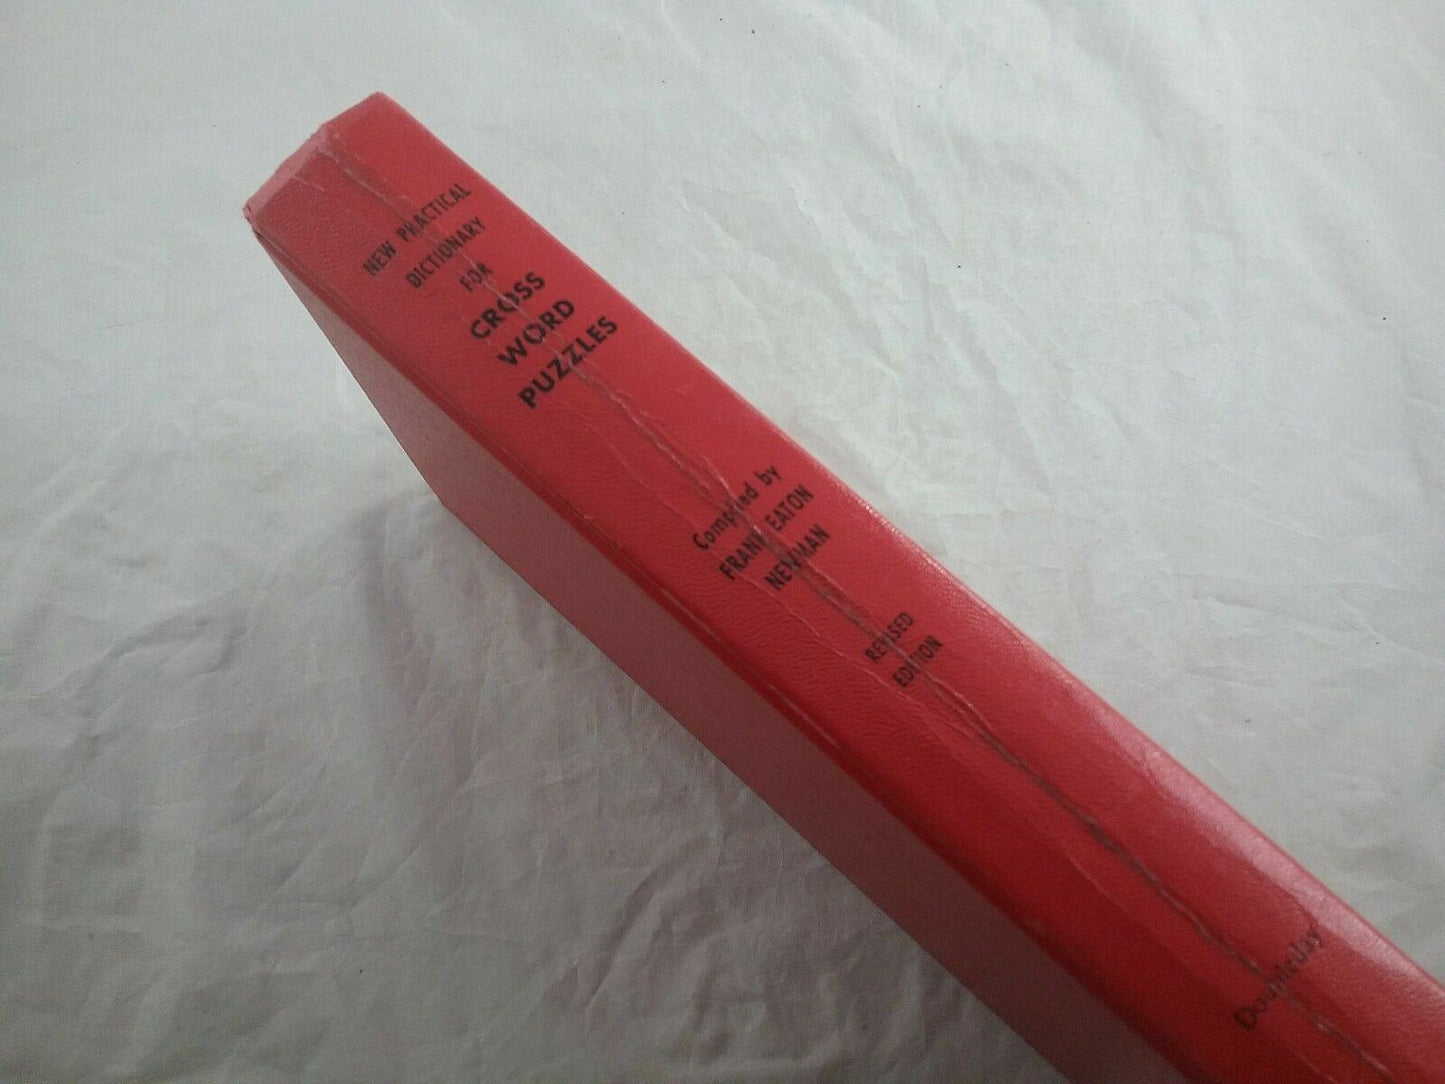 NEW PRACTICAL
DICTIONARY
FOR
CROSS
WORD
PUZZLES
Compiled by
FRANK EATON
NEWMAN
REVISED
EDITION
Doubleday